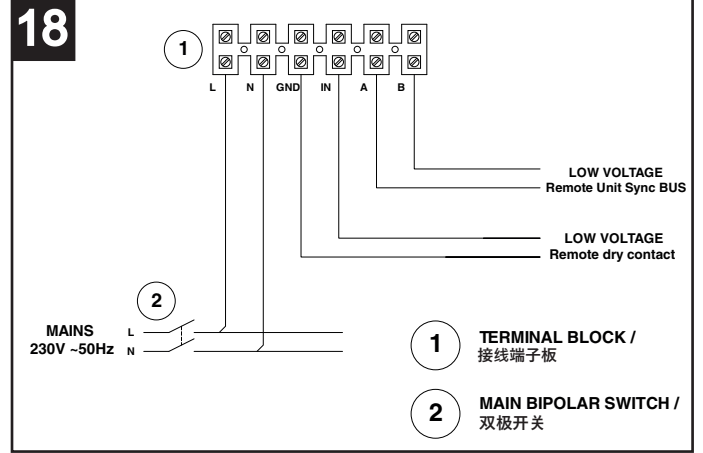 18
1
L N GND IN A B
LOW VOLTAGE
Remote Unit Sync BUS
LOW VOLTAGE
Remote dry contact
2
MAINS
230V ~50Hz
L
N
1
TERMINAL BLOCK /
接线端子板
2
MAIN BIPOLAR SWITCH /
双极开关